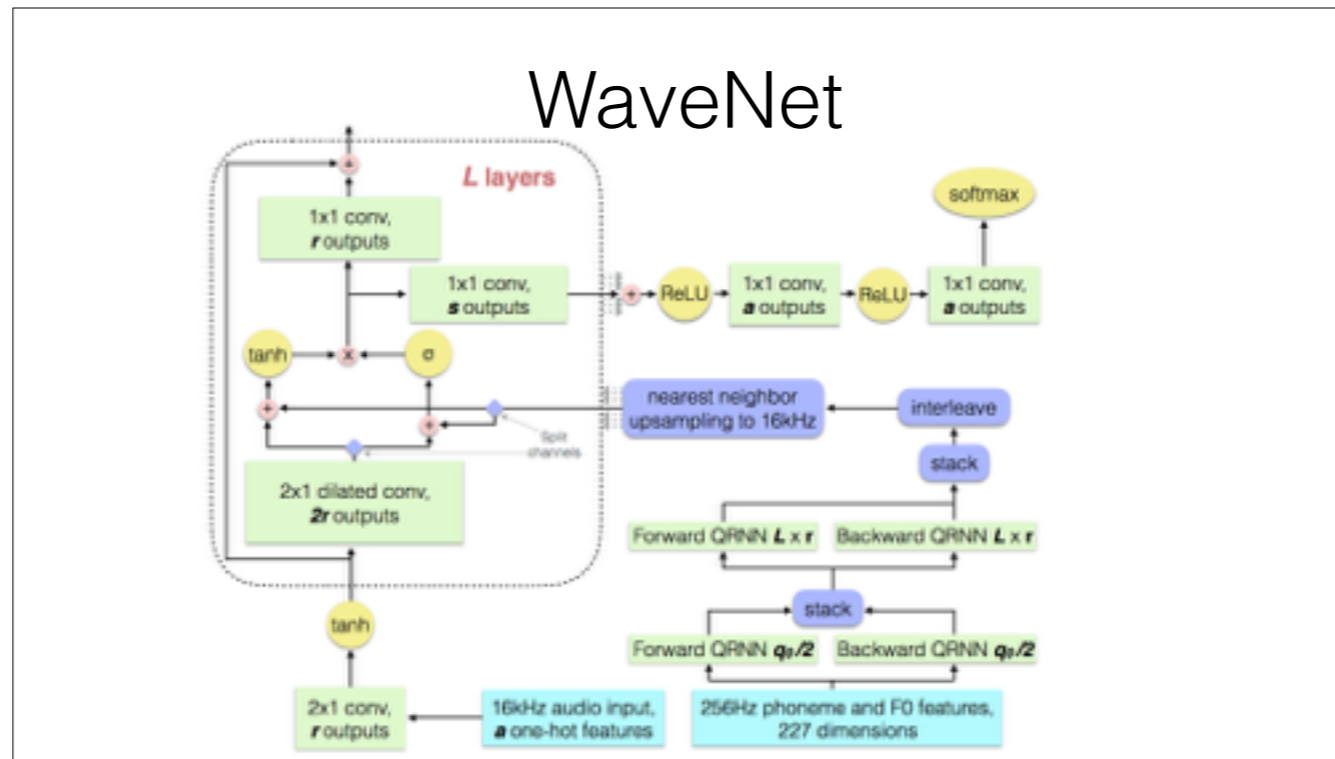 WaveNet
L layers
softmax
1x1 conv,
r outputs
1x1 conv,
s outputs
+
ReLU
1x1 conv,
a outputs
ReLU
1x1 conv,
a outputs
+
tanh
x
σ
+
+
Split
channels
nearest neighbor
upsampling to 16kHz
interleave
stack
2x1 dilated conv,
2r outputs
Forward QRNN L x r
Backward QRNN L x r
stack
tanh
Forward QRNN q₀/2
Backward QRNN q₀/2
2x1 conv,
r outputs
16kHz audio input,
a one-hot features
256Hz phoneme and F0 features,
227 dimensions